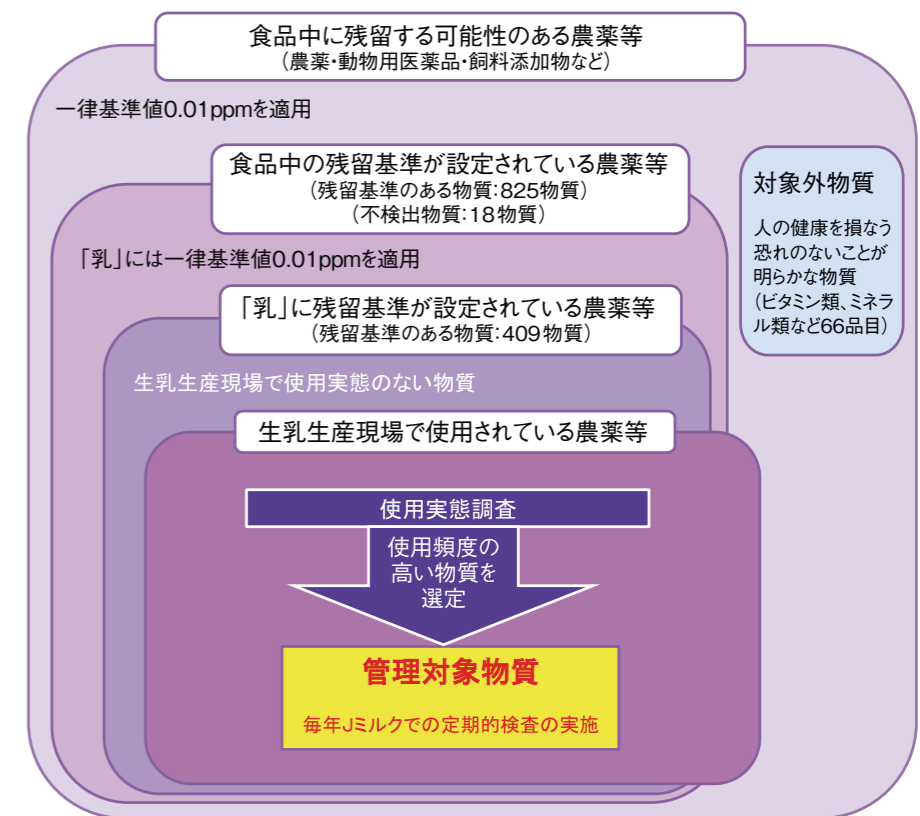 食品中に残留する可能性のある農薬等
（農薬・動物用医薬品・飼料添加物など）
一律基準値0.01ppmを適用
食品中の残留基準が設定されている農薬等
（残留基準のある物質：825物質）
（不検出物質：18物質）
対象外物質
人の健康を損なう
恐れのないことが
明らかな物質
（ビタミン類、ミネラ
ル類など66品目）
「乳」には一律基準値0.01ppmを適用
「乳」に残留基準が設定されている農薬等
（残留基準のある物質：409物質）
生乳生産現場で使用実態のない物質
生乳生産現場で使用されている農薬等
使用実態調査
使用頻度の
高い物質を
選定
管理対象物質
毎年Jミルクでの定期的検査の実施